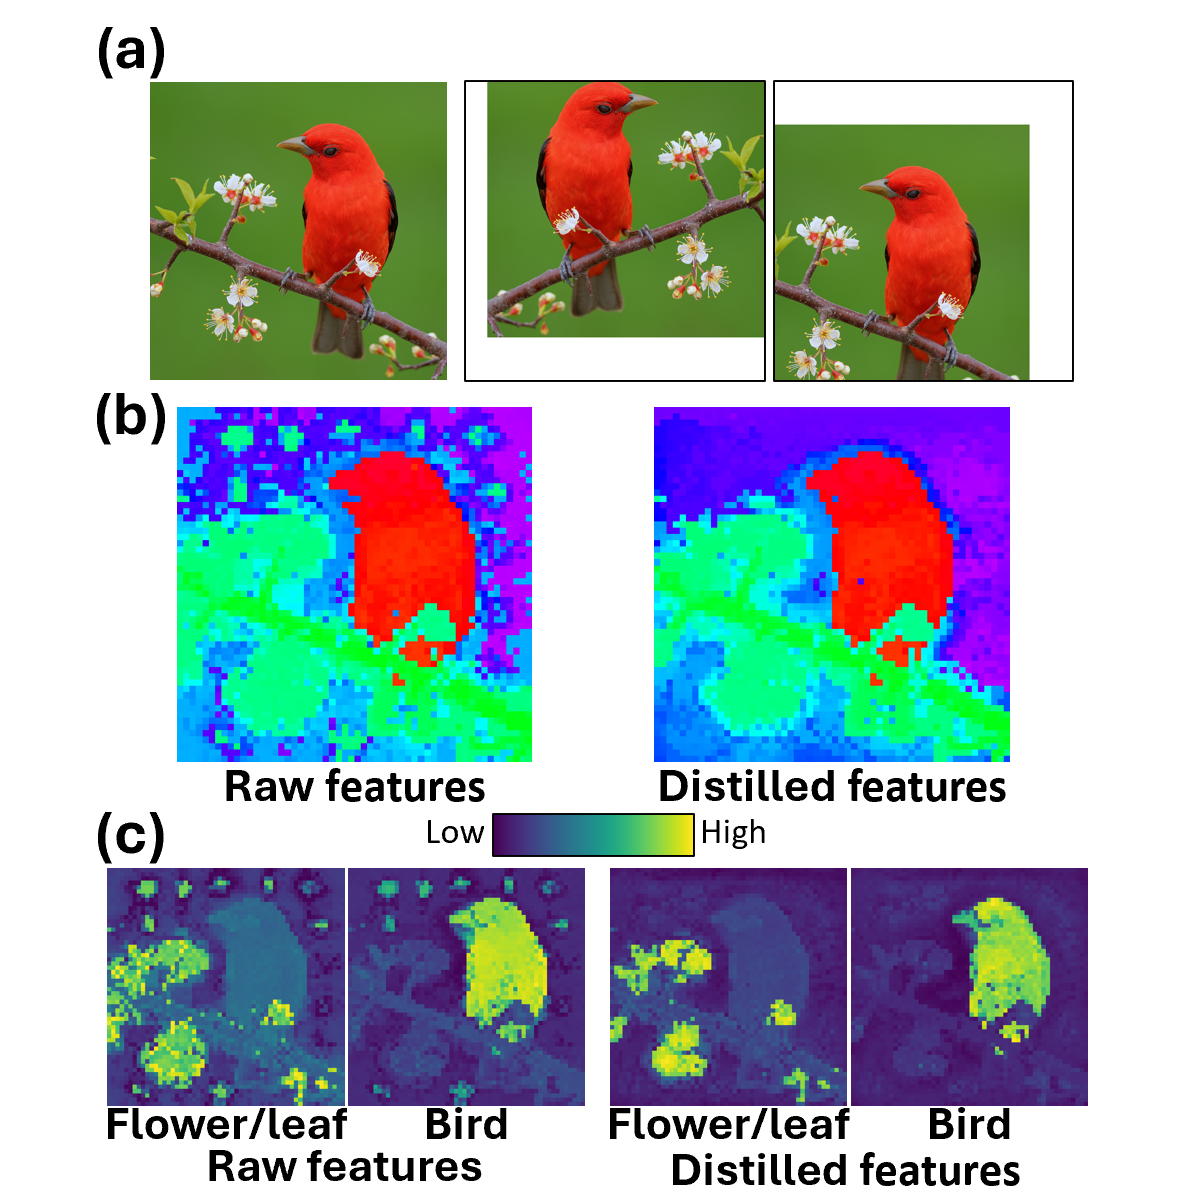 (a)
(b)
Raw features
Distilled features
(c)
Low
High
Flower/leaf
Bird
Flower/leaf
Bird
Raw features
Distilled features